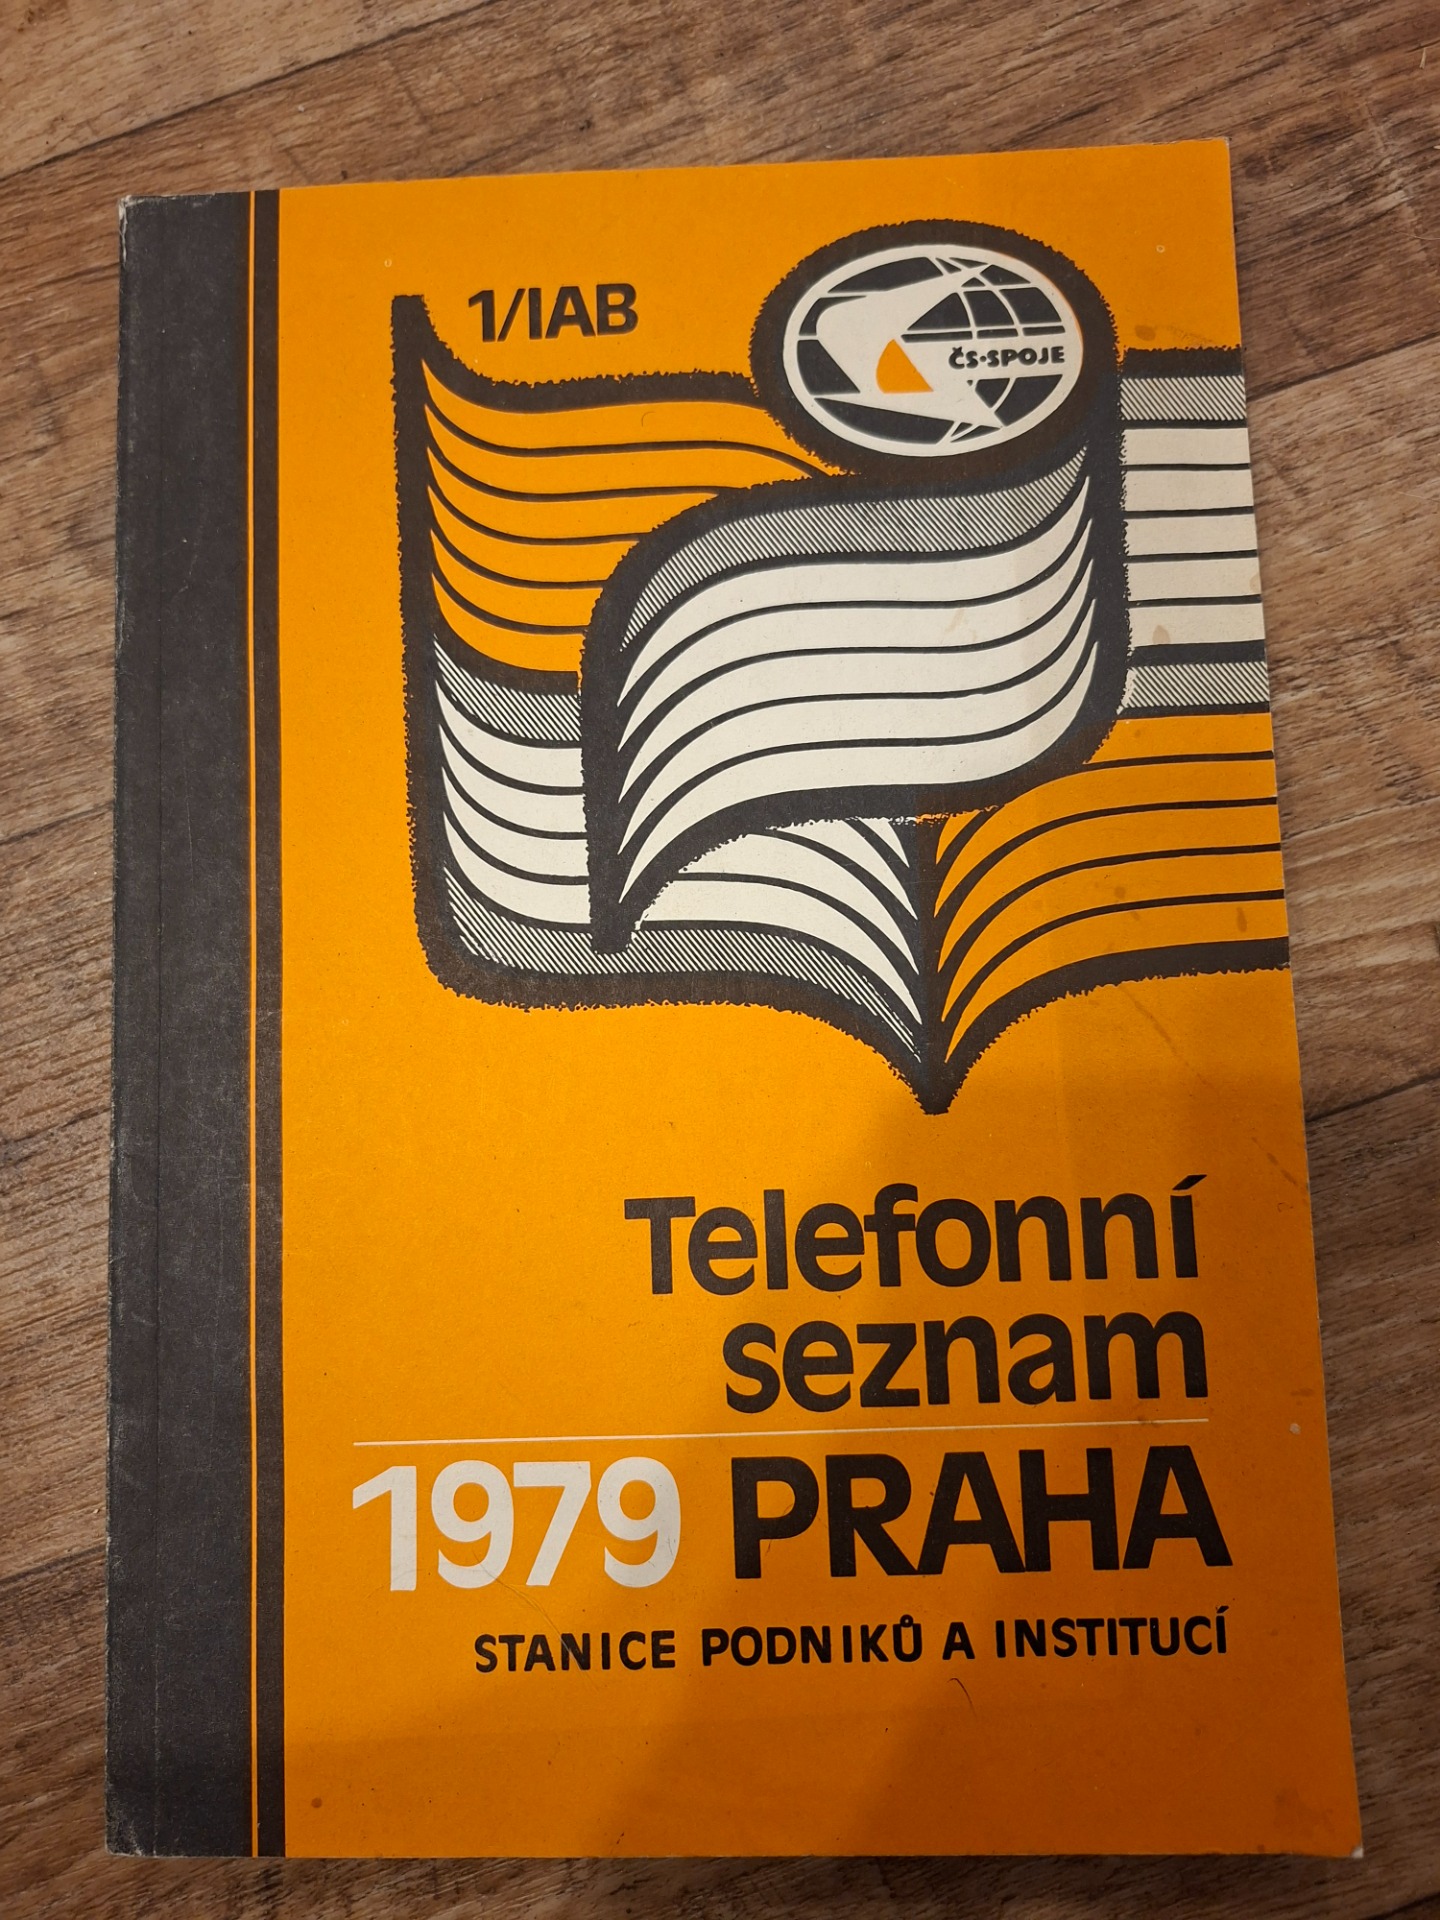 1/IAB
ČS·SPOJE
Telefonní
seznam
1979 PRAHA
STANICE PODNIKŮ A INSTITUCÍ